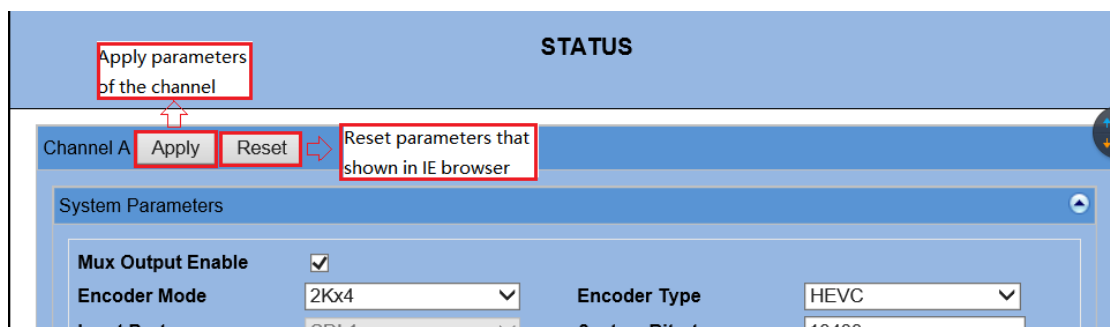 STATUS
Apply parameters
of the channel
Channel A Apply Reset
Reset parameters that
shown in IE browser
System Parameters
Mux Output Enable
Encoder Mode 2Kx4 Encoder Type HEVC